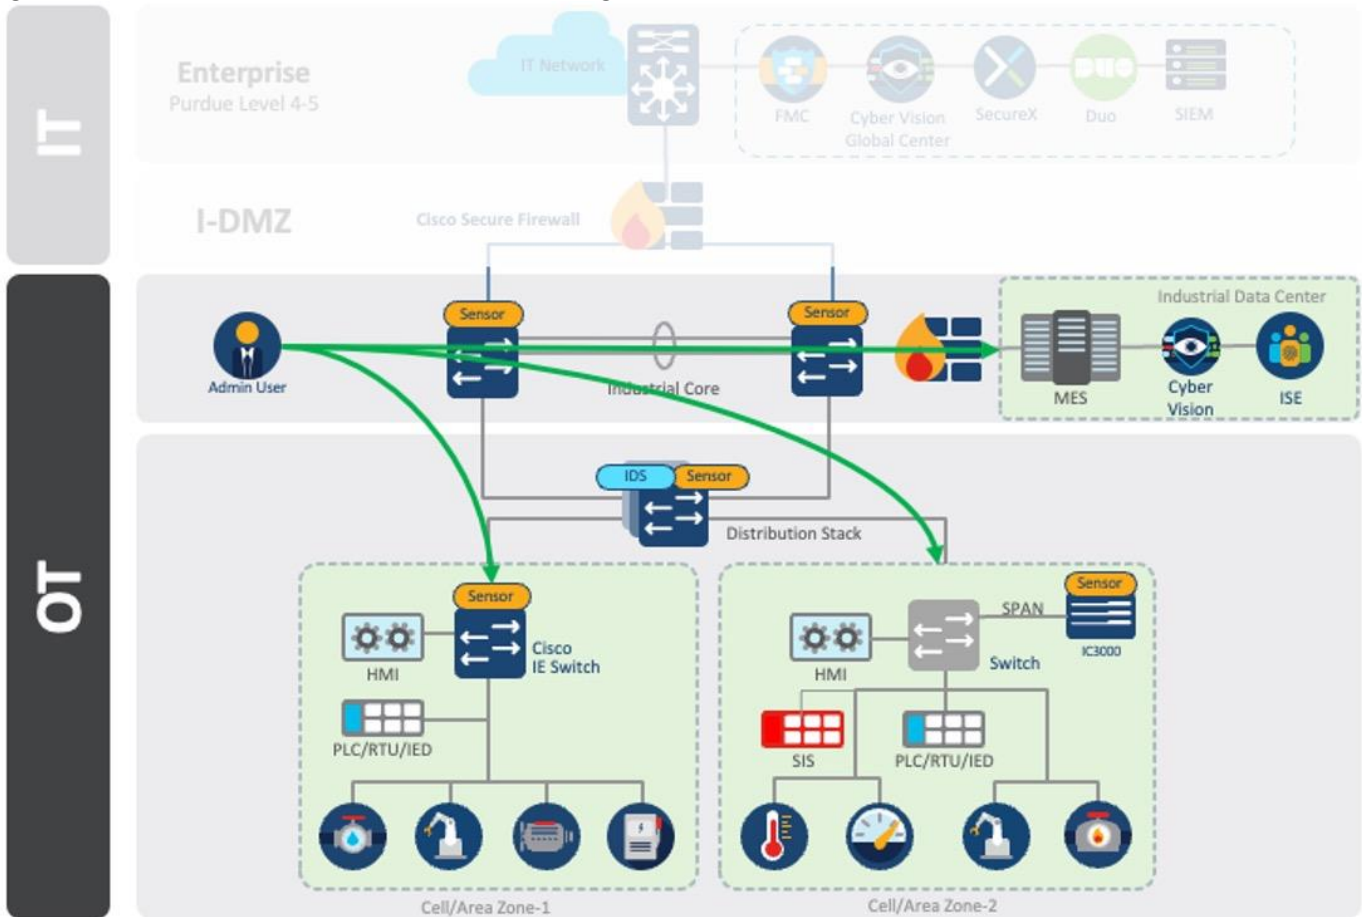 IT
Enterprise
Purdue Level 4-5
IT Network
FMC
Cyber Vision
Global Center
SecureX
DUO
Duo
SIEM
I-DMZ
Cisco Secure Firewall
OT
Admin User
Sensor
Sensor
Industrial Core
Industrial Data Center
MES
Cyber
Vision
ISE
IDS
Sensor
Distribution Stack
Sensor
HMI
Cisco
IE Switch
PLC/RTU/IED
Cell/Area Zone-1
Sensor
SPAN
IC3000
HMI
Switch
SIS
PLC/RTU/IED
Cell/Area Zone-2